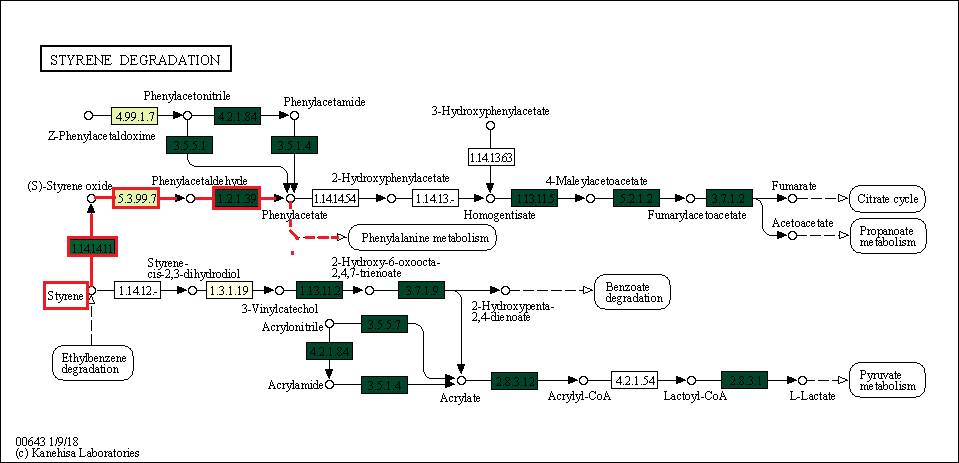 STYRENE DEGRADATION
Phenylacetonitrile
Phenylacetamide
4.99.1.7
4.2.1.84
3-Hydroxyphenylacetate
Z-Phenylacetaldoxime
3.5.5.1
3.5.1.4
1.14.13.63
(S)-Styrene oxide
Phenylacetaldehyde
2-Hydroxyphenylacetate
4-Maleylacetoacetate
Fumarate
5.3.99.7
1.2.1.39
1.14.14.54
1.14.13.-
1.13.11.5
5.2.1.2
3.7.1.2
Citrate cycle
Phenylacetate
Homogentisate
Fumarylacetoacetate
Acetoacetate
Propanoate
metabolism
Phenylalanine metabolism
1.14.14.11
Styrene-
cis-2,3-dihydrodiol
2-Hydroxy-6-oxoocta-
2,4,7-trienoate
Styrene
1.14.12.-
1.3.1.19
1.13.11.2
3.7.1.9
Benzoate
degradation
3-Vinylcatechol
2-Hydroxypenta-
2,4-dienoate
Acrylonitrile
3.5.5.7
Ethylbenzene
degradation
4.2.1.84
Acrylamide
3.5.1.4
2.8.3.12
4.2.1.54
2.8.3.1
Pyruvate
metabolism
Acrylate
Acrylyl-CoA
Lactoyl-CoA
L-Lactate
00643 1/9/18
(c) Kanehisa Laboratories